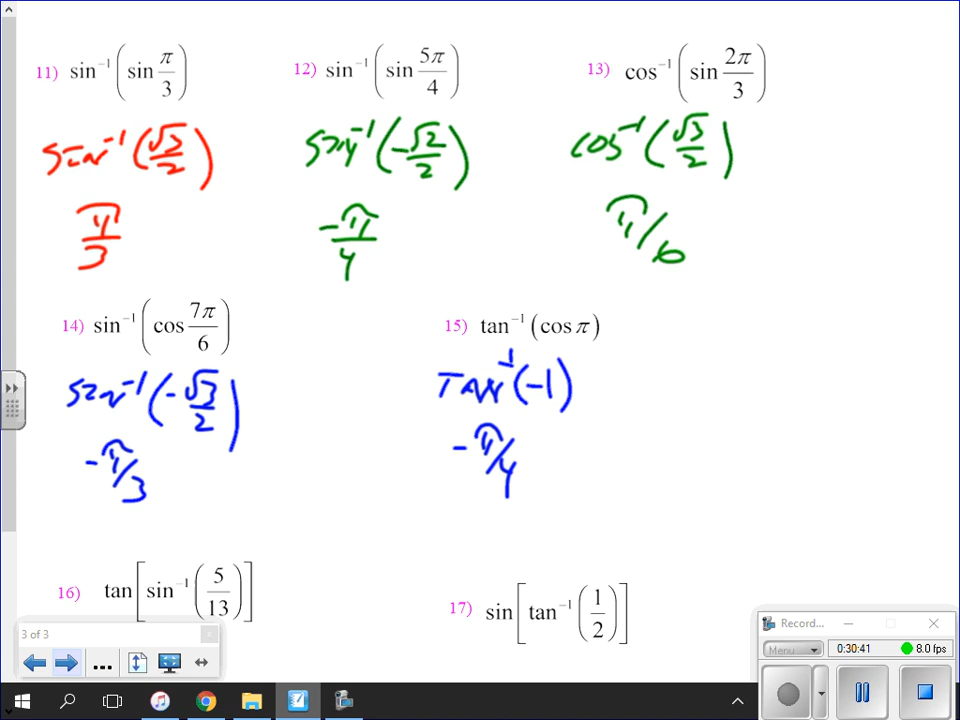 11) sin⁻¹(sin π/3)
12) sin⁻¹(sin 5π/4)
13) cos⁻¹(sin 2π/3)
sin⁻¹(√3/2)
sin⁻¹(-√2/2)
cos⁻¹(√3/2)
π/3
-π/4
π/6
14) sin⁻¹(cos 7π/6)
15) tan⁻¹(cos π)
sin⁻¹(-√3/2)
TAN⁻¹(-1)
-π/3
-π/4
16) tan[sin⁻¹(5/13)]
17) sin[tan⁻¹(1/2)]
3 of 3
x
...
Record...
Menu
0:30:41
8.0 fps